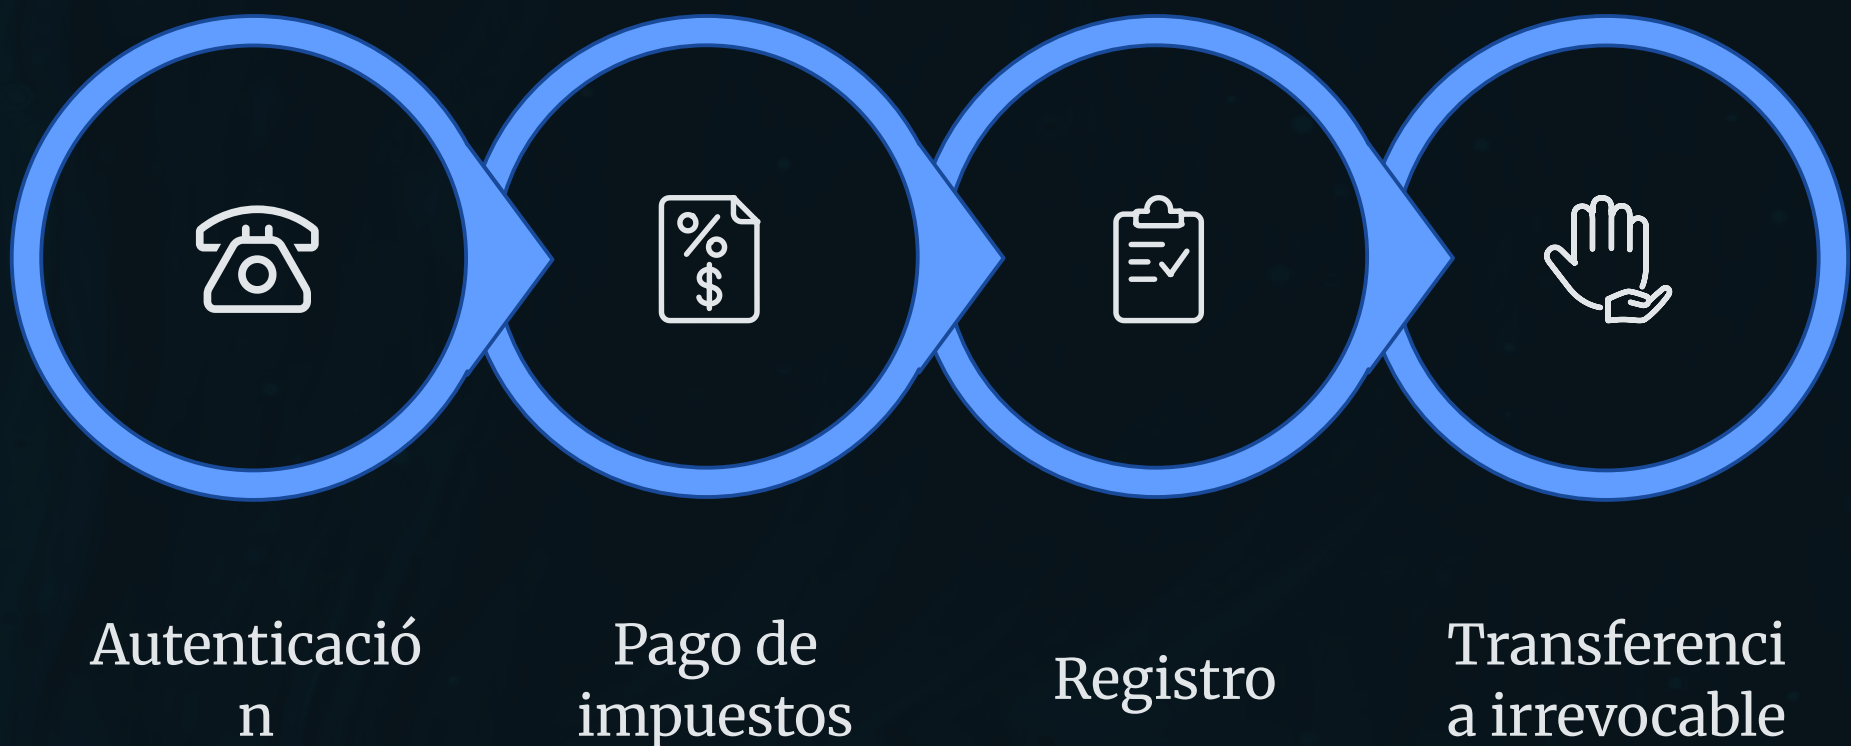 Autenticació
n
Pago de
impuestos
Registro
Transferenci
a irrevocable
%
$